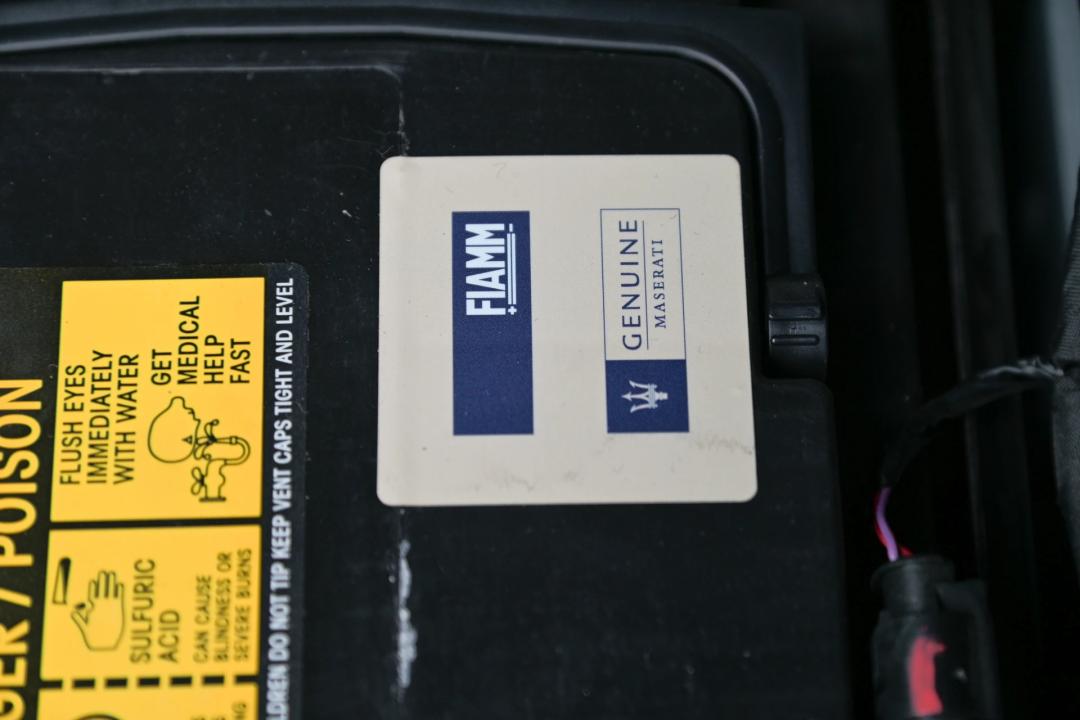 GER / POISON
FLUSH EYES
IMMEDIATELY
WITH WATER
GET
MEDICAL
HELP
FAST
SULFURIC
ACID
CAN CAUSE
BLINDNESS OR
SEVERE BURNS
LDREN DO NOT TIP KEEP VENT CAPS TIGHT AND LEVEL
FIAMM
GENUINE
MASERATI